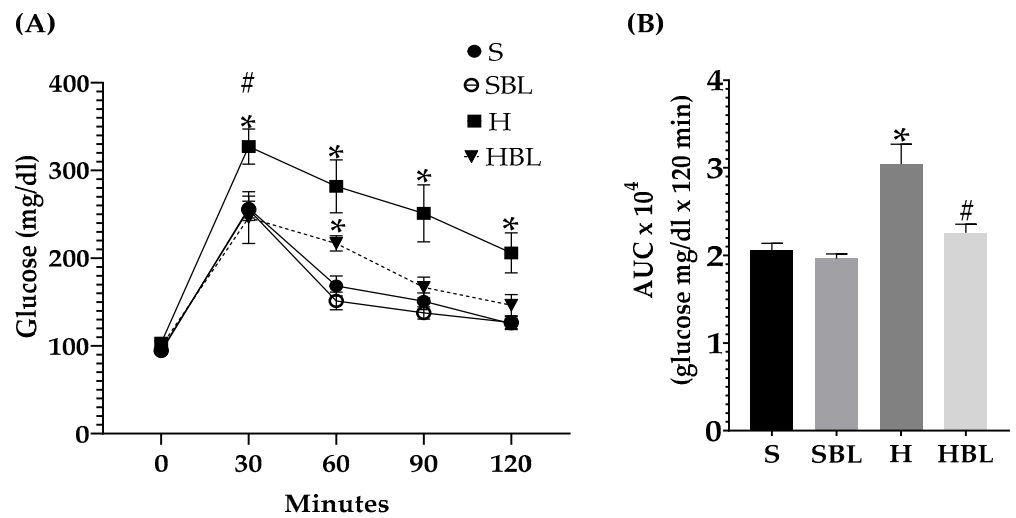 (A)
S
SBL
H
HBL
#
*
*
*
*
*
Glucose (mg/dl)
400
300
200
100
0
0 30 60 90 120
Minutes
(B)
AUC x 10⁴
(glucose mg/dl x 120 min)
4
3
2
1
0
*
#
S SBL H HBL